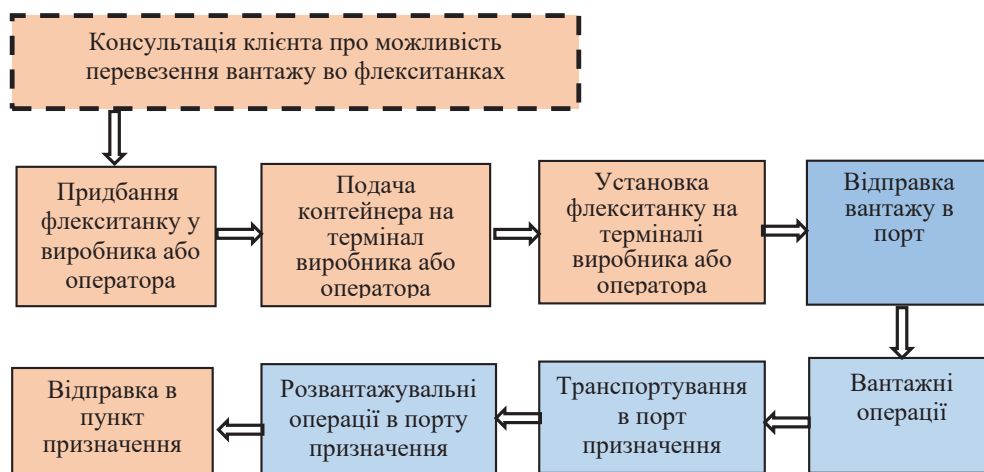 Консультація клієнта про можливість
перевезення вантажу во флекситанках
Придбання
флекситанку у
виробника або
оператора
Подача
контейнера на
термінал
виробника або
оператора
Установка
флекситанку на
терміналі
виробника або
оператора
Відправка
вантажу в
порт
Вантажні
операції
Транспортування
в порт
призначення
Розвантажувальні
операції в порту
призначення
Відправка в
пункт
призначення